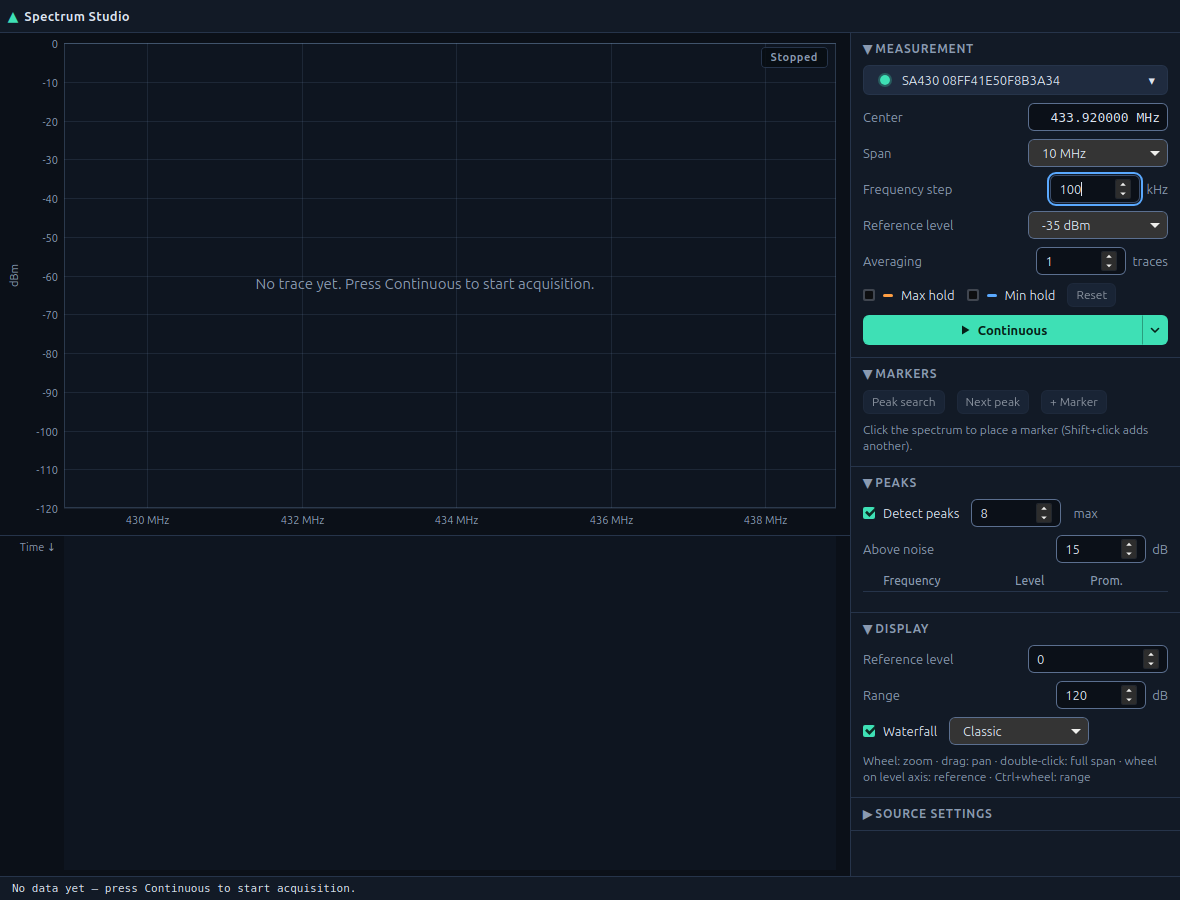 Spectrum Studio
0
-10
-20
-30
-40
-50
-60
-70
-80
-90
-100
-110
-120
dBm
Stopped
No trace yet. Press Continuous to start acquisition.
430 MHz 432 MHz 434 MHz 436 MHz 438 MHz
Time ↓
▼ MEASUREMENT
SA430 08FF41E50F8B3A34 ▼
Center 433.920000 MHz
Span 10 MHz
Frequency step 100 kHz
Reference level -35 dBm
Averaging 1 traces
Max hold Min hold Reset
Continuous
▼ MARKERS
Peak search Next peak + Marker
Click the spectrum to place a marker (Shift+click adds
another).
▼ PEAKS
Detect peaks 8 max
Above noise 15 dB
Frequency Level Prom.
▼ DISPLAY
Reference level 0
Range 120 dB
Waterfall Classic
Wheel: zoom · drag: pan · double-click: full span · wheel
on level axis: reference · Ctrl+wheel: range
▶ SOURCE SETTINGS
No data yet — press Continuous to start acquisition.